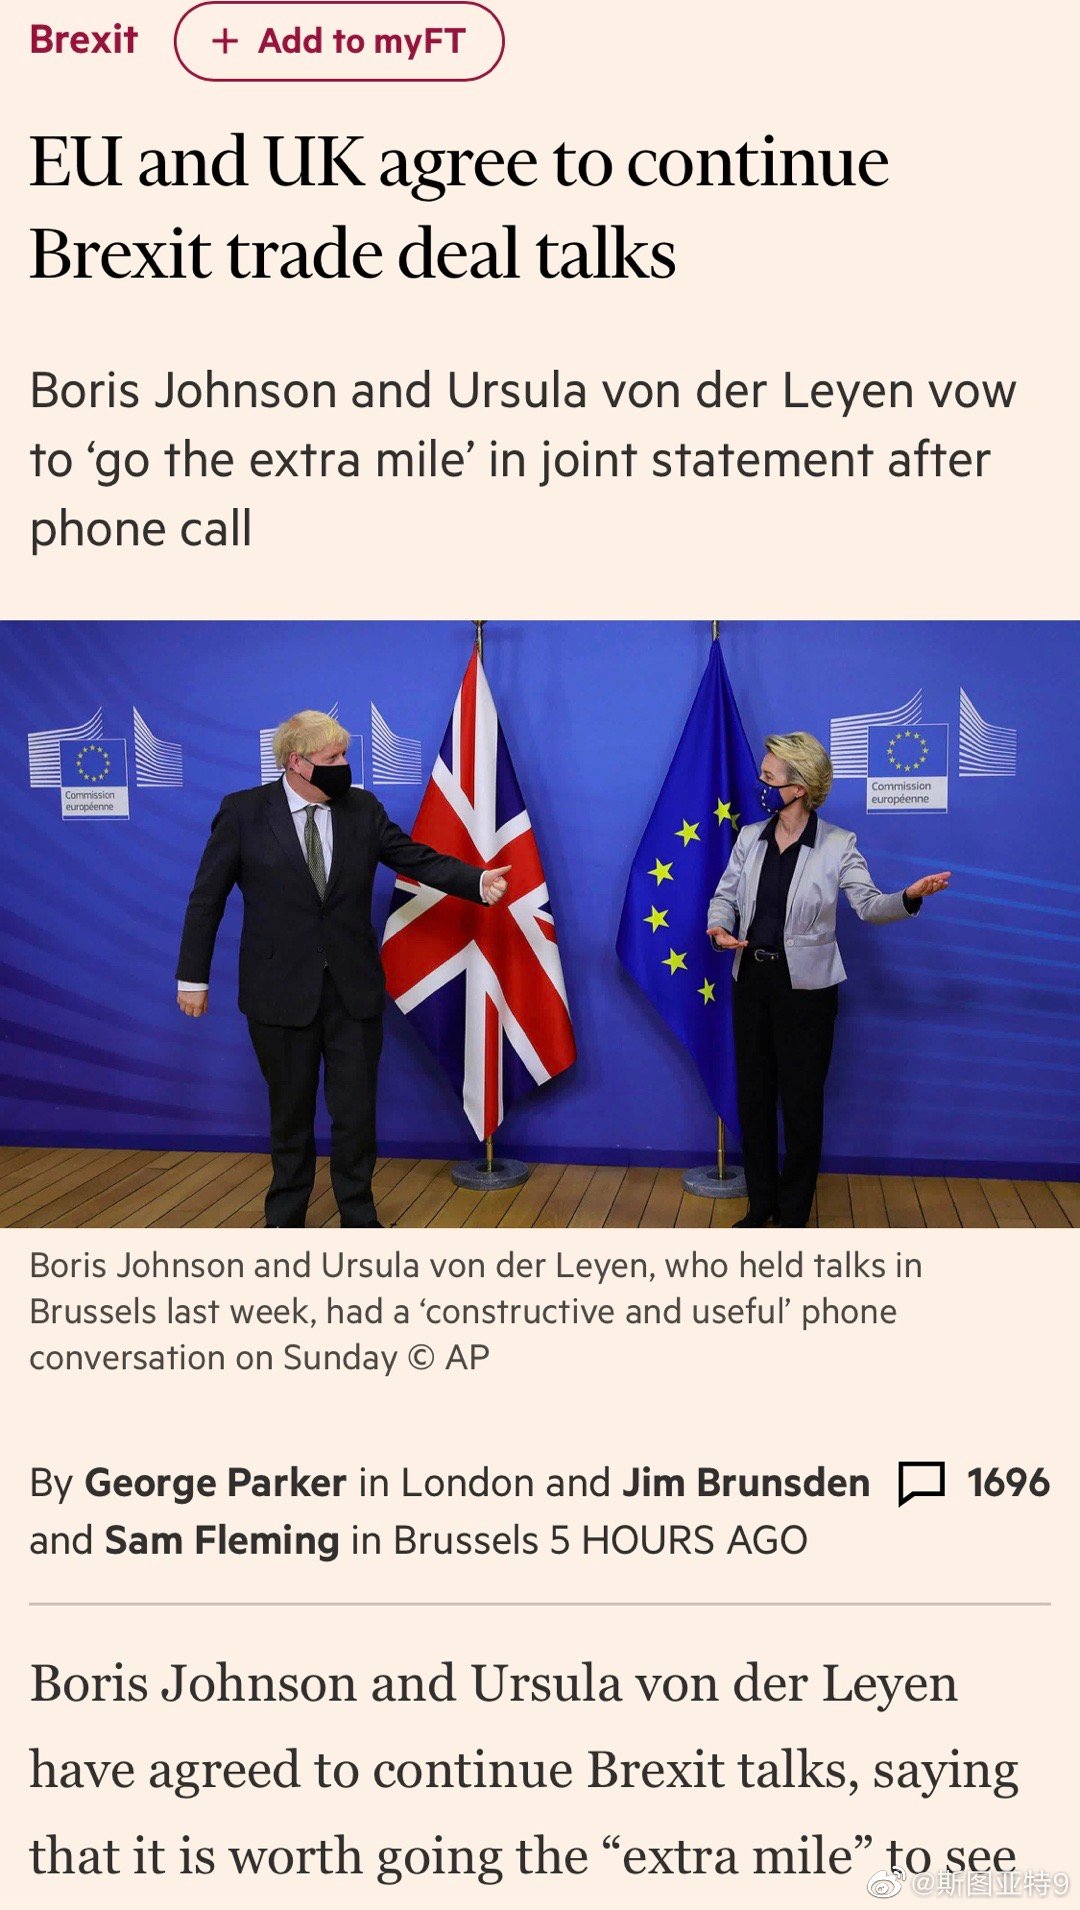 Brexit
+ Add to myFT
EU and UK agree to continue
Brexit trade deal talks
Boris Johnson and Ursula von der Leyen vow
to ‘go the extra mile’ in joint statement after
phone call
Commission
européenne
Commission
européenne
Boris Johnson and Ursula von der Leyen, who held talks in
Brussels last week, had a ‘constructive and useful’ phone
conversation on Sunday © AP
By George Parker in London and Jim Brunsden
1696
and Sam Fleming in Brussels 5 HOURS AGO
Boris Johnson and Ursula von der Leyen
have agreed to continue Brexit talks, saying
that it is worth going the “extra mile” to see
@斯图亚特9